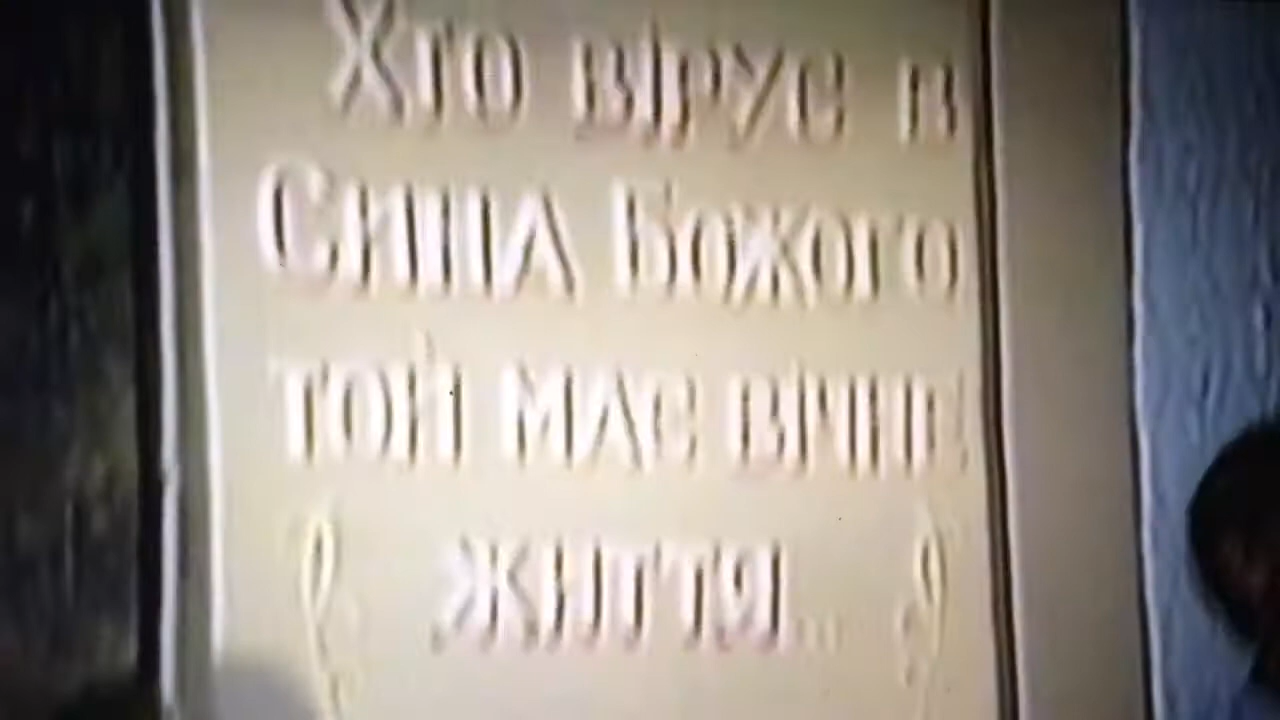 Хто вірує в
Сина Божого
той має вічне
життя...